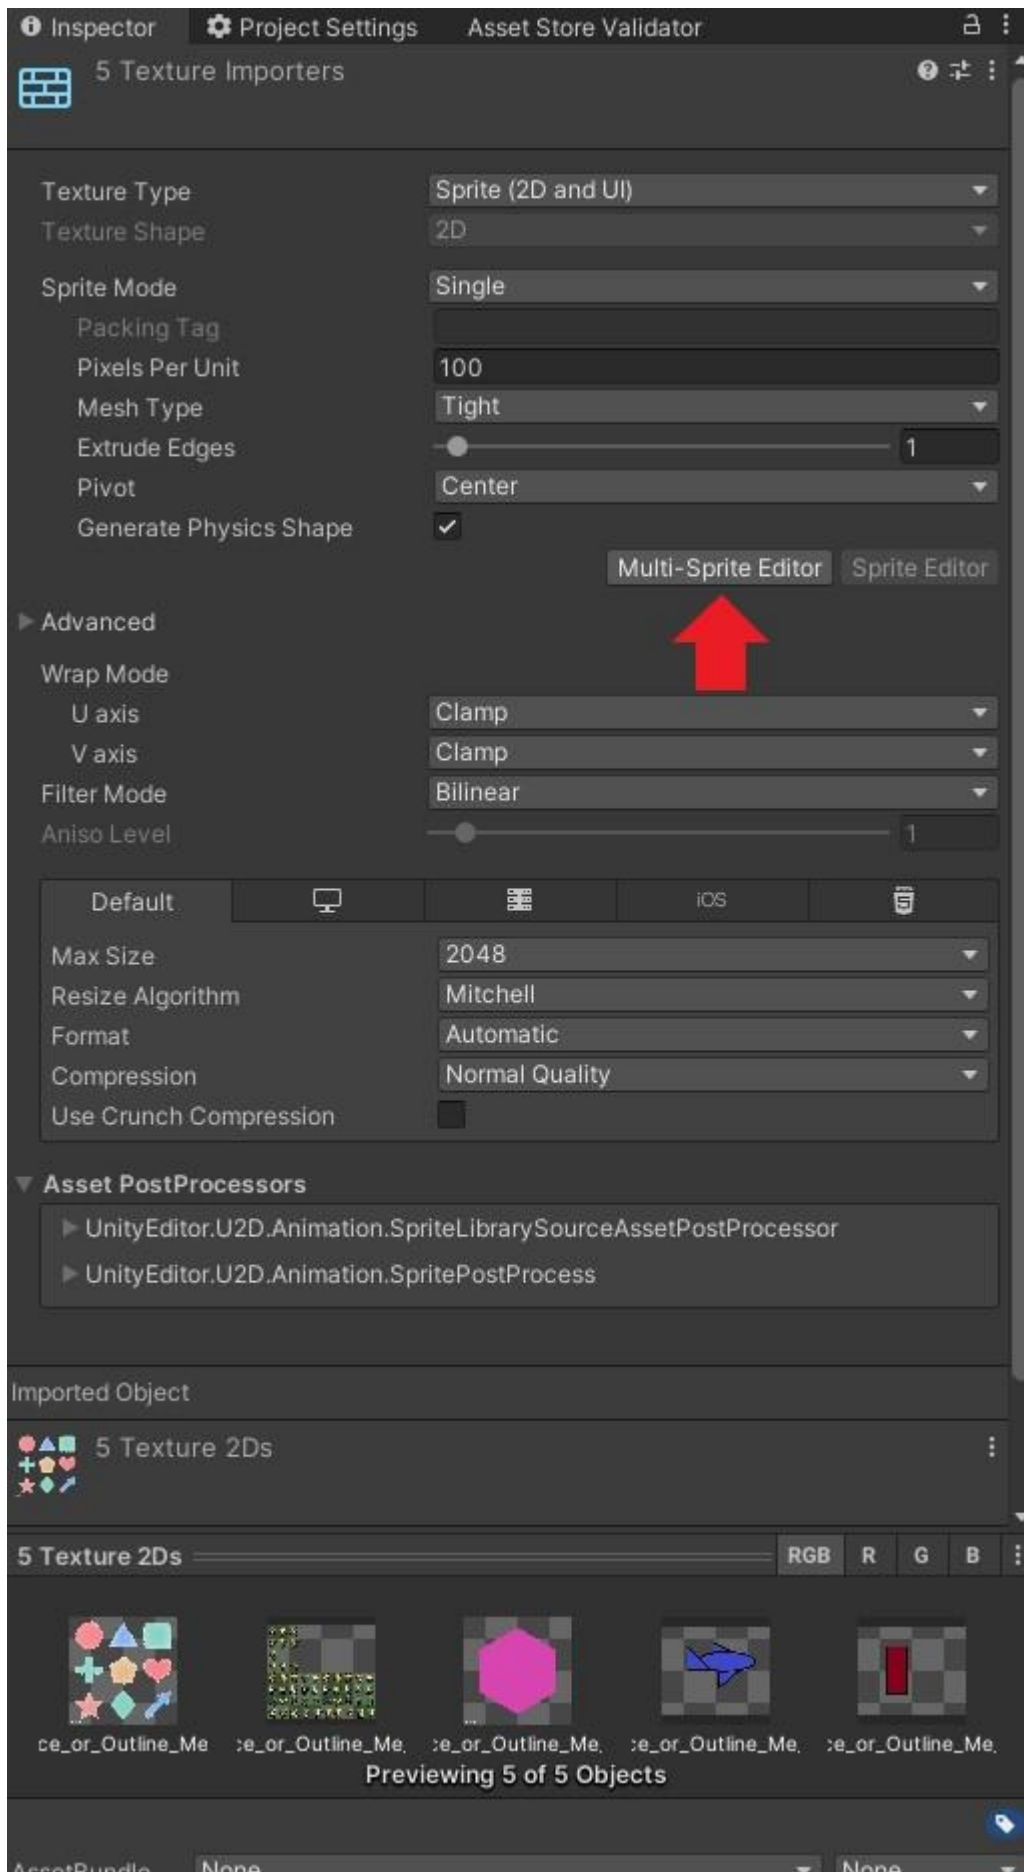 Inspector Project Settings Asset Store Validator
5 Texture Importers
Texture Type Sprite (2D and UI)
Texture Shape 2D
Sprite Mode Single
Packing Tag
Pixels Per Unit 100
Mesh Type Tight
Extrude Edges 1
Pivot Center
Generate Physics Shape
Multi-Sprite Editor Sprite Editor
Advanced
Wrap Mode
U axis Clamp
V axis Clamp
Filter Mode Bilinear
Aniso Level 1
Default iOS
Max Size 2048
Resize Algorithm Mitchell
Format Automatic
Compression Normal Quality
Use Crunch Compression
Asset PostProcessors
UnityEditor.U2D.Animation.SpriteLibrarySourceAssetPostProcessor
UnityEditor.U2D.Animation.SpritePostProcess
Imported Object
5 Texture 2Ds
5 Texture 2Ds RGB R G B
ce_or_Outline_Me :e_or_Outline_Me. :e_or_Outline_Me. :e_or_Outline_Me. :e_or_Outline_Me.
Previewing 5 of 5 Objects
AssetBundle None None